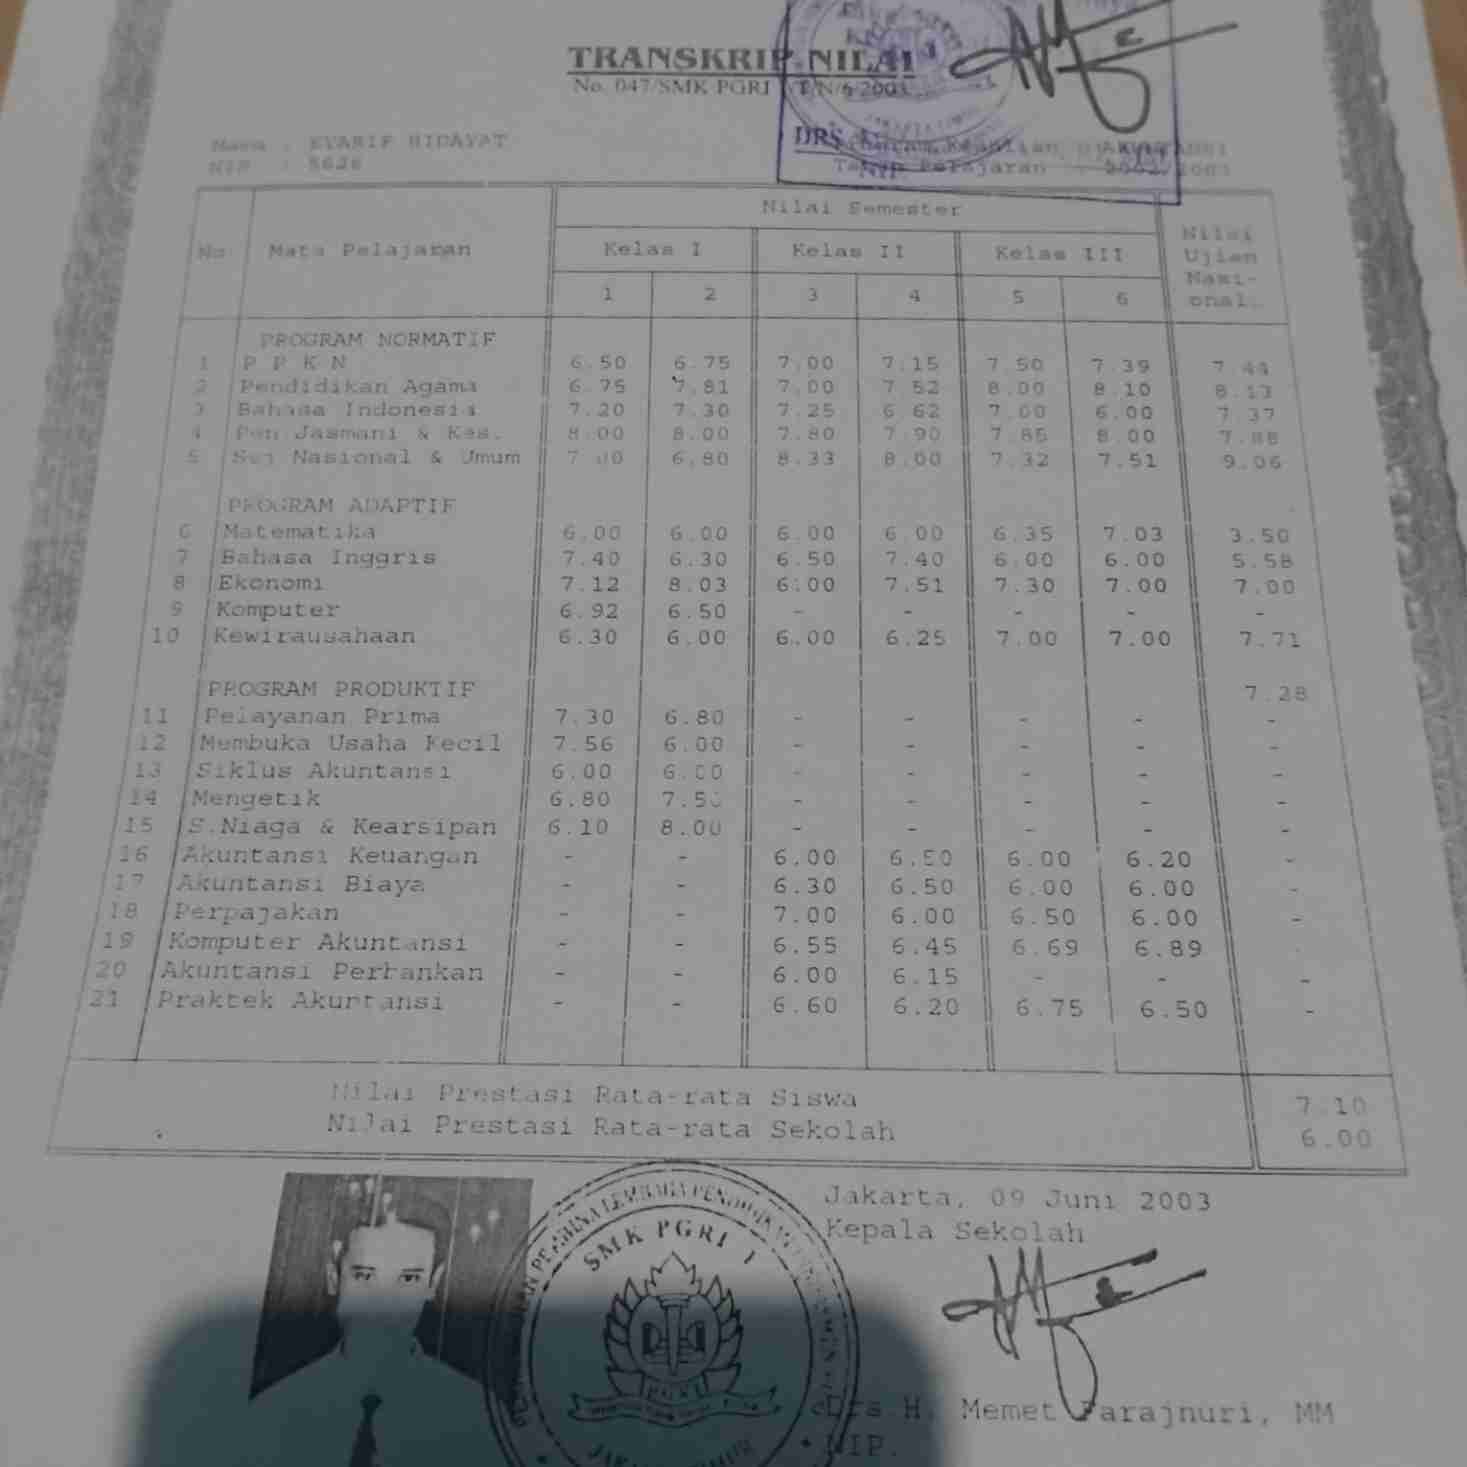 TRANSKRIP NILAI
No. 047/SMK PGRI 1/T/N/6/2003
Nama : SYARIF HIDAYAT
NIS : 5626
DRS
Tahun Pelajaran : 2002/2003
NIP.
No Mata Pelajaran Nilai Semester Nilai Ujian Nasi-onal.
Kelas I Kelas II Kelas III
1 2 3 4 5 6
PROGRAM NORMATIF
1 P P K N 6.50 6.75 7.00 7.15 7.50 7.39 7.44
2 Pendidikan Agama 6.75 7.81 7.00 7.52 8.00 8.10 8.13
3 Bahasa Indonesia 7.20 7.30 7.25 6.62 7.00 6.00 7.37
4 Pen.Jasmani & Kes. 8.00 8.00 7.80 7.90 7.85 8.00 7.88
5 Sej Nasional & Umum 7.00 6.80 8.33 8.00 7.32 7.51 9.06
PROGRAM ADAPTIF
6 Matematika 6.00 6.00 6.00 6.00 6.35 7.03 3.50
7 Bahasa Inggris 7.40 6.30 6.50 7.40 6.00 6.00 5.58
8 Ekonomi 7.12 8.03 6.00 7.51 7.30 7.00 7.00
9 Komputer 6.92 6.50 - - - - -
10 Kewirausahaan 6.30 6.00 6.00 6.25 7.00 7.00 7.71
PROGRAM PRODUKTIF 7.28
11 Pelayanan Prima 7.30 6.80 - - - - -
12 Membuka Usaha Kecil 7.56 6.00 - - - - -
13 Siklus Akuntansi 6.00 6.00 - - - - -
14 Mengetik 6.80 - - - - -
15 S.Niaga & Kearsipan 6.10 8.00 - - - - -
16 Akuntansi Keuangan - - 6.00 6.50 6.00 6.20 -
17 Akuntansi Biaya - - 6.30 6.50 6.00 6.00 -
18 Perpajakan - - 7.00 6.00 6.50 6.00 -
19 Komputer Akuntansi - - 6.55 6.45 6.69 6.89
20 Akuntansi Perbankan - - 6.00 6.15 - - -
21 Praktek Akuntansi - - 6.60 6.20 6.75 6.50 -
Nilai Prestasi Rata-rata Siswa 7.10
Nilai Prestasi Rata-rata Sekolah 6.00
Jakarta, 09 Juni 2003
Kepala Sekolah
SMK PGRI 1
PGRI
Drs.H. Memet Parajnuri, MM
NIP.